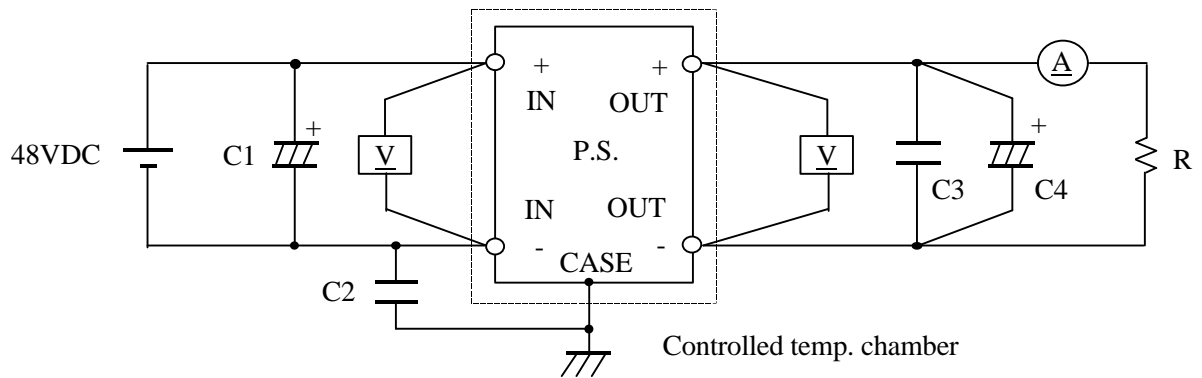 + + A
IN OUT
+ +
48VDC C1 V P.S. V R
C3 C4
IN OUT
- -
CASE
C2
Controlled temp. chamber